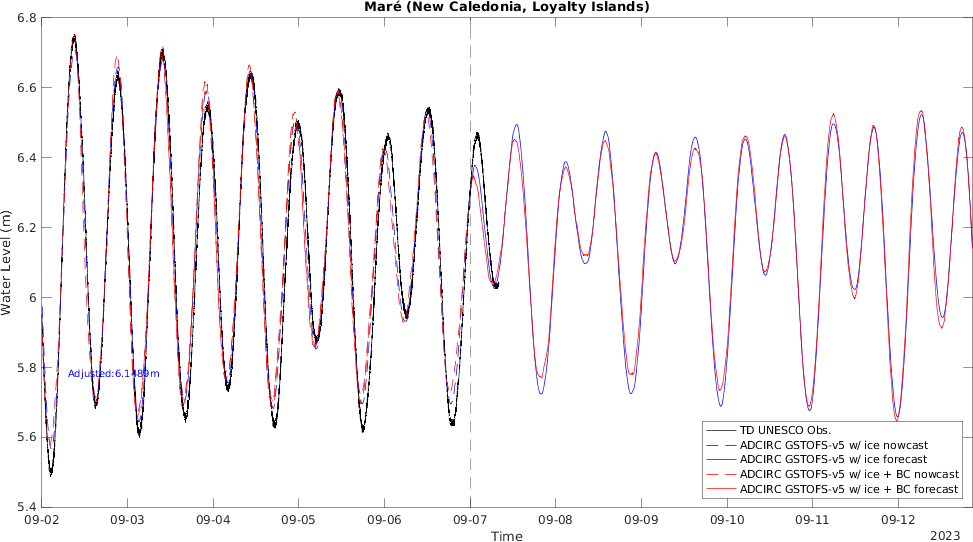 Maré (New Caledonia, Loyalty Islands)
Water Level (m)
6.8
6.6
6.4
6.2
6
5.8
5.6
5.4
Adjusted:6.1489m
TD UNESCO Obs.
ADCIRC GSTOFS-v5 w/ ice nowcast
ADCIRC GSTOFS-v5 w/ ice forecast
ADCIRC GSTOFS-v5 w/ ice + BC nowcast
ADCIRC GSTOFS-v5 w/ ice + BC forecast
09-02 09-03 09-04 09-05 09-06 09-07 09-08 09-09 09-10 09-11 09-12
Time
2023